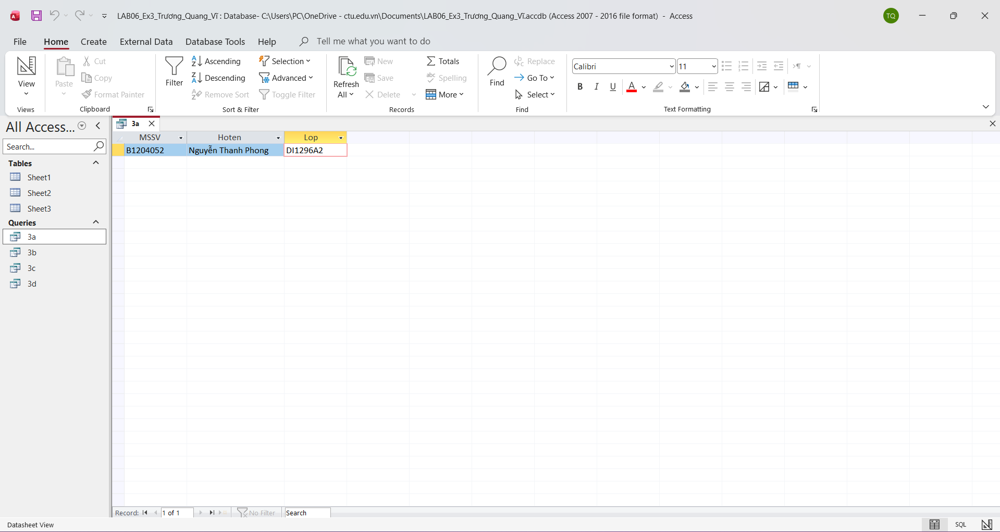 LAB06_Ex3_Trương_Quang_Vĩ : Database- C:\Users\PC\OneDrive - ctu.edu.vn\Documents\LAB06_Ex3_Trương_Quang_Vĩ.accdb (Access 2007 - 2016 file format) - Access
TQ
File Home Create External Data Database Tools Help Tell me what you want to do
View
Views
Paste
Cut
Copy
Format Painter
Clipboard
Filter
Ascending
Descending
Remove Sort
Selection
Advanced
Toggle Filter
Sort & Filter
Refresh
All
New
Save
Delete
Totals
Spelling
More
Records
Find
Replace
Go To
Select
Find
Calibri 11
B I U A
Text Formatting
All Access...
Search...
Tables
Sheet1
Sheet2
Sheet3
Queries
3a
3b
3c
3d
3a
MSSV Hoten Lop
B1204052 Nguyễn Thanh Phong DI1296A2
Record: 1 of 1 No Filter Search
Datasheet View SQL